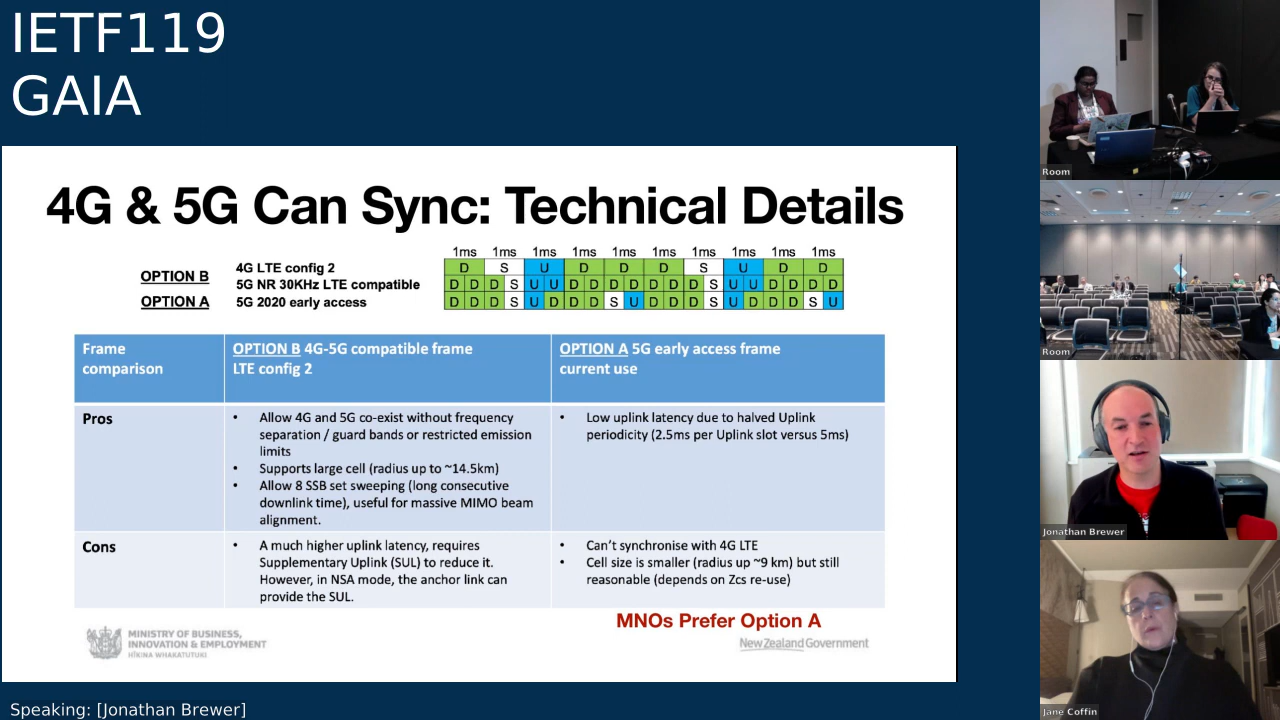 IETF119
GAIA
4G & 5G Can Sync: Technical Details
1ms 1ms 1ms 1ms 1ms 1ms 1ms 1ms 1ms 1ms
OPTION B
4G LTE config 2
D S U D D D S U D D
5G NR 30KHz LTE compatible
D D D S U U D D D D D D D S U U D D D D
OPTION A
5G 2020 early access
D D D S U D D D S U D D D S U D D D S U
Frame comparison
OPTION B 4G-5G compatible frame
LTE config 2
OPTION A 5G early access frame
current use
Pros
• Allow 4G and 5G co-exist without frequency
separation / guard bands or restricted emission
limits
• Supports large cell (radius up to ~14.5km)
• Allow 8 SSB set sweeping (long consecutive
downlink time), useful for massive MIMO beam
alignment.
• Low uplink latency due to halved Uplink
periodicity (2.5ms per Uplink slot versus 5ms)
Cons
• A much higher uplink latency, requires
Supplementary Uplink (SUL) to reduce it.
However, in NSA mode, the anchor link can
provide the SUL.
• Can't synchronise with 4G LTE
• Cell size is smaller (radius up ~9 km) but still
reasonable (depends on Zcs re-use)
MNOs Prefer Option A
MINISTRY OF BUSINESS,
INNOVATION & EMPLOYMENT
HĪKINA WHAKATUTUKI
New Zealand Government
Speaking: [Jonathan Brewer]
Room
Room
Jonathan Brewer
Jane Coffin